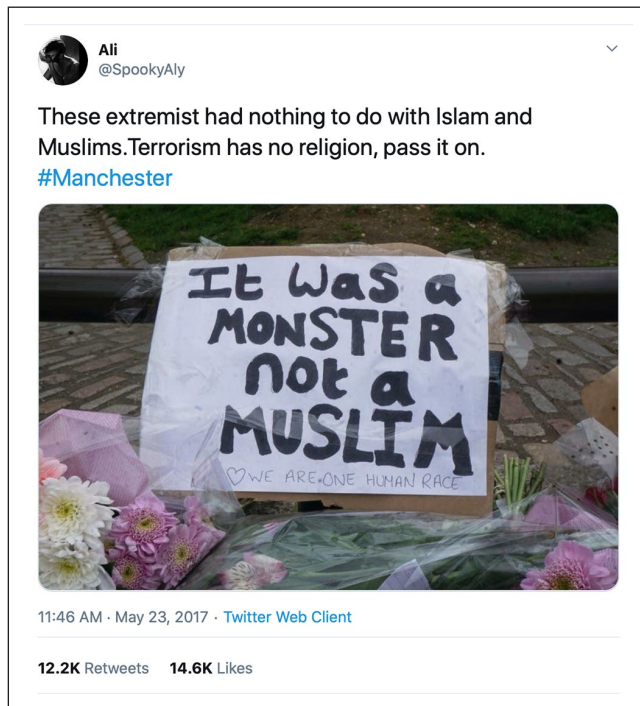 Ali
@SpookyAly
These extremist had nothing to do with Islam and
Muslims.Terrorism has no religion, pass it on.
#Manchester
It was a
MONSTER
not a
MUSLIM
♡WE ARE ONE HUMAN RACE
11:46 AM · May 23, 2017 · Twitter Web Client
12.2K Retweets 14.6K Likes